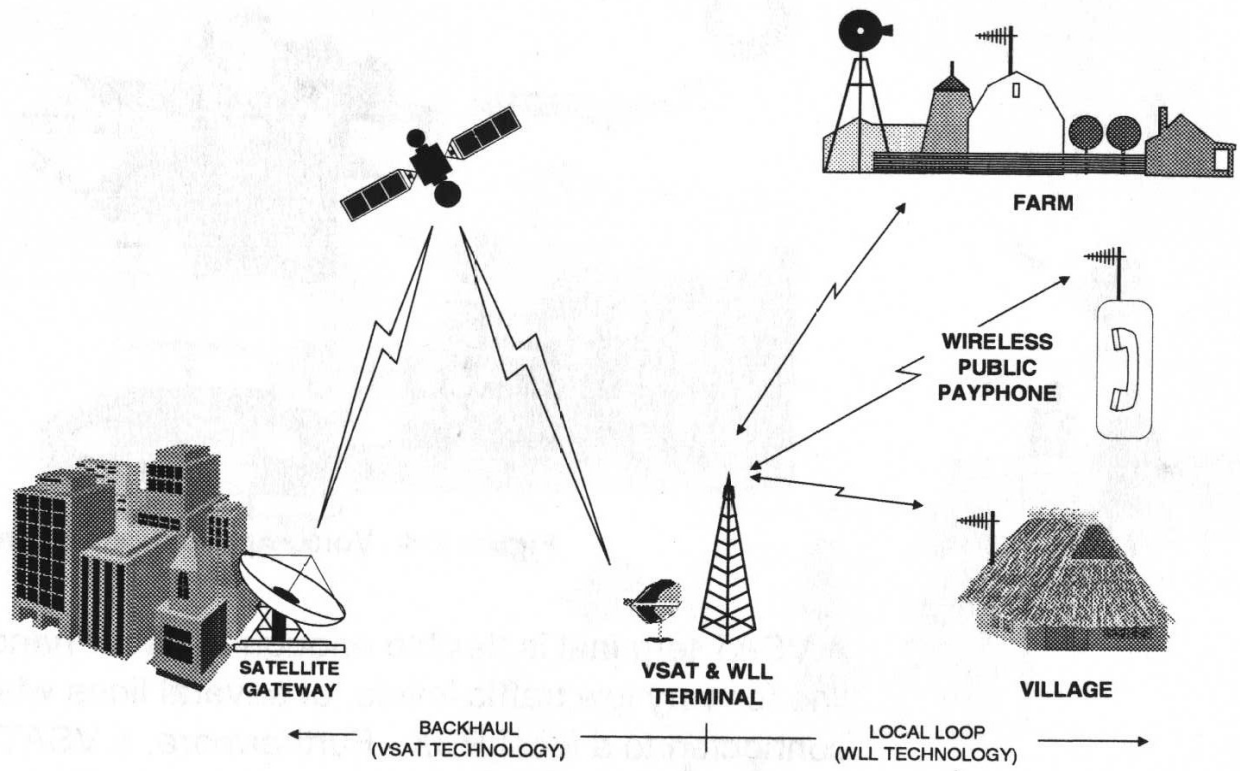 FARM
WIRELESS
PUBLIC
PAYPHONE
SATELLITE
GATEWAY
VSAT & WLL
TERMINAL
VILLAGE
BACKHAUL
(VSAT TECHNOLOGY)
LOCAL LOOP
(WLL TECHNOLOGY)